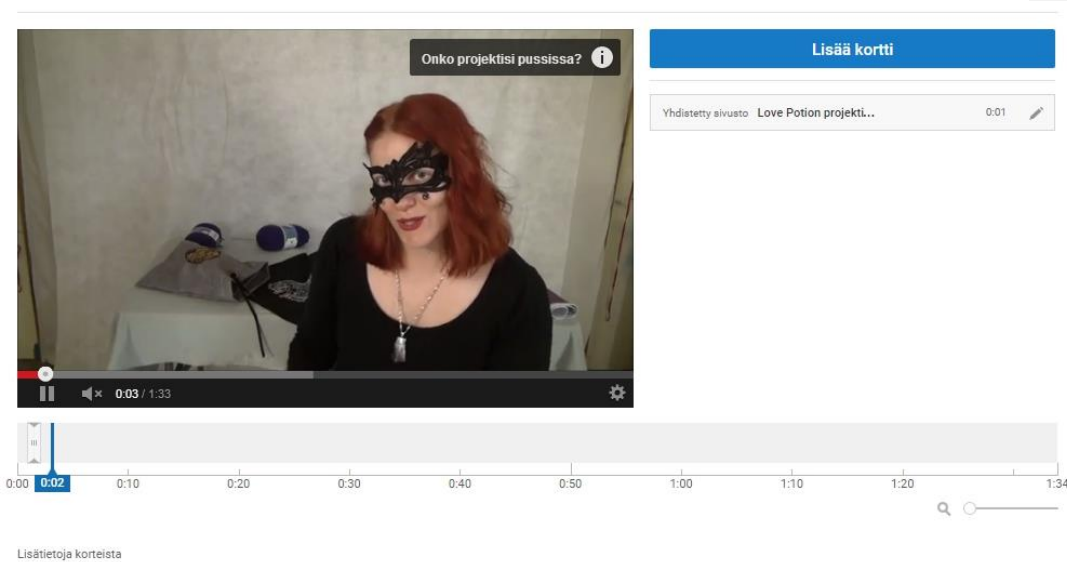 Onko projektisi pussissa?
Lisää kortti
Yhdistetty sivusto Love Potion projekti... 0:01
0:03 / 1:33
0:00 0:02 0:10 0:20 0:30 0:40 0:50 1:00 1:10 1:20 1:34
Lisätietoja korteista